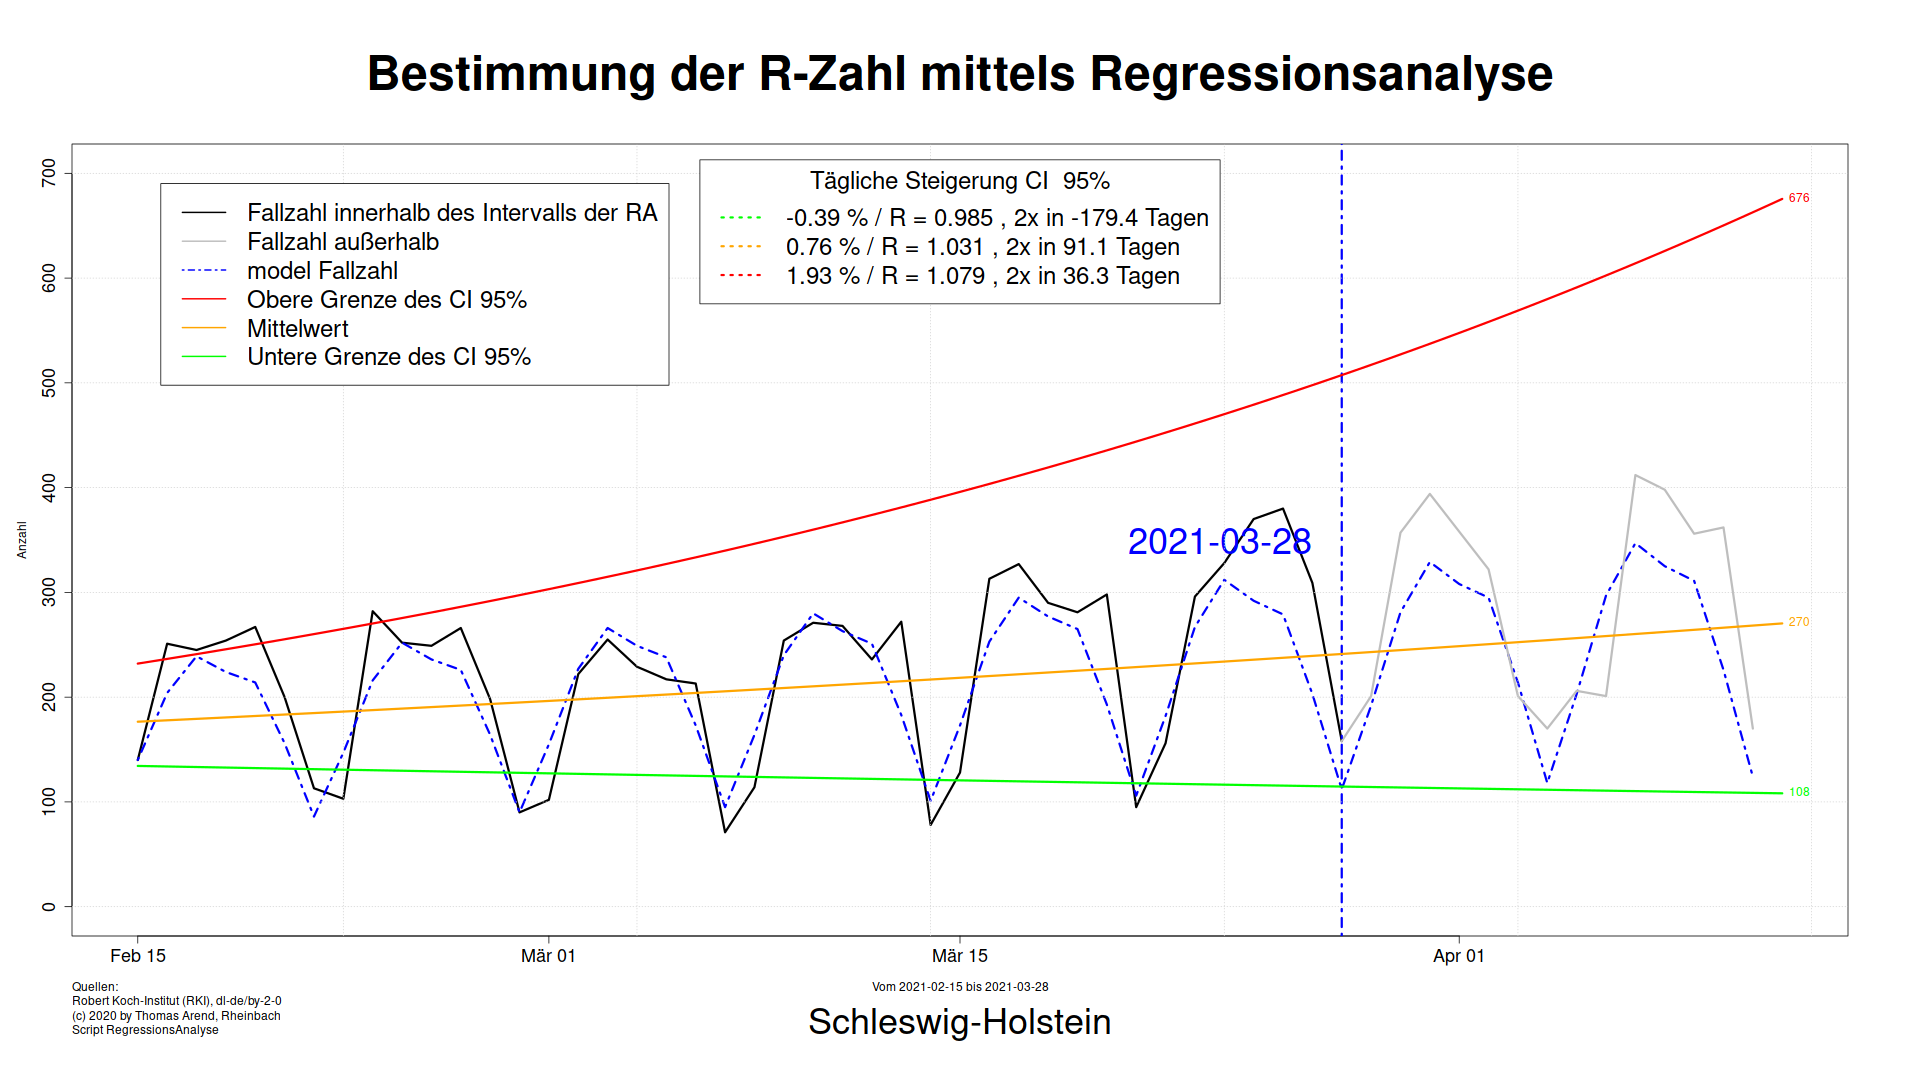 Bestimmung der R-Zahl mittels Regressionsanalyse
Fallzahl innerhalb des Intervalls der RA
Fallzahl außerhalb
model Fallzahl
Obere Grenze des CI 95%
Mittelwert
Untere Grenze des CI 95%
Tägliche Steigerung CI  95%
-0.39 % / R = 0.985 , 2x in -179.4 Tagen
0.76 % / R = 1.031 , 2x in 91.1 Tagen
1.93 % / R = 1.079 , 2x in 36.3 Tagen
700
600
500
400
300
200
100
0
Anzahl
676
270
108
2021-03-28
Feb 15
Mär 01
Mär 15
Apr 01
Quellen:
Robert Koch-Institut (RKI), dl-de/by-2-0
(c) 2020 by Thomas Arend, Rheinbach
Script RegressionsAnalyse
Vom 2021-02-15 bis 2021-03-28
Schleswig-Holstein